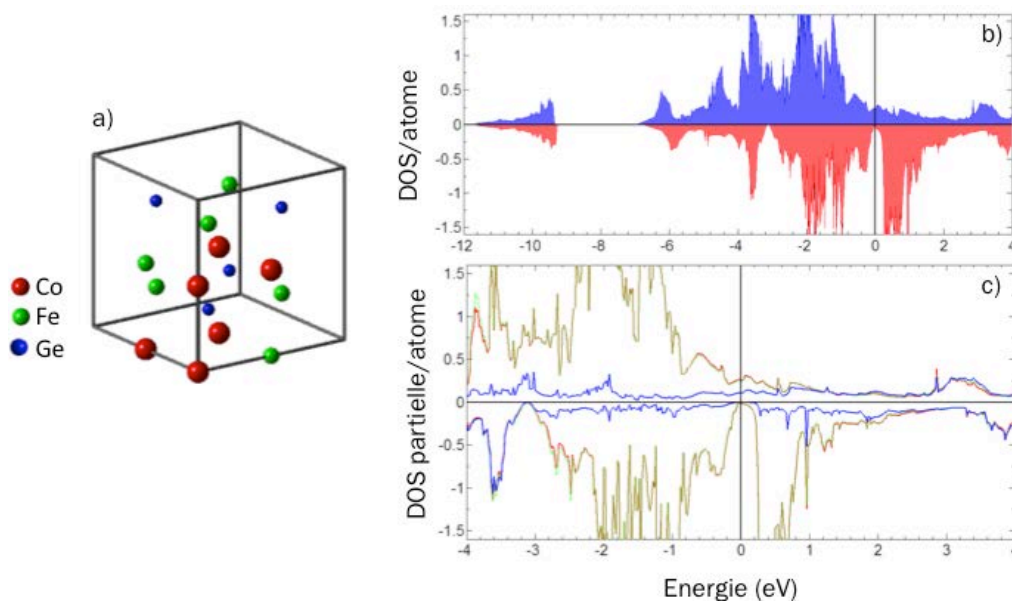 a)
Co
Fe
Ge
b)
DOS/atome
1.5
1
0.5
0
-0.5
-1
-1.5
-12 -10 -8 -6 -4 -2 0 2 4
c)
DOS partielle/atome
1.5
1
0.5
0
-0.5
-1
-1.5
-4 -3 -2 -1 0 1 2 3 4
Energie (eV)